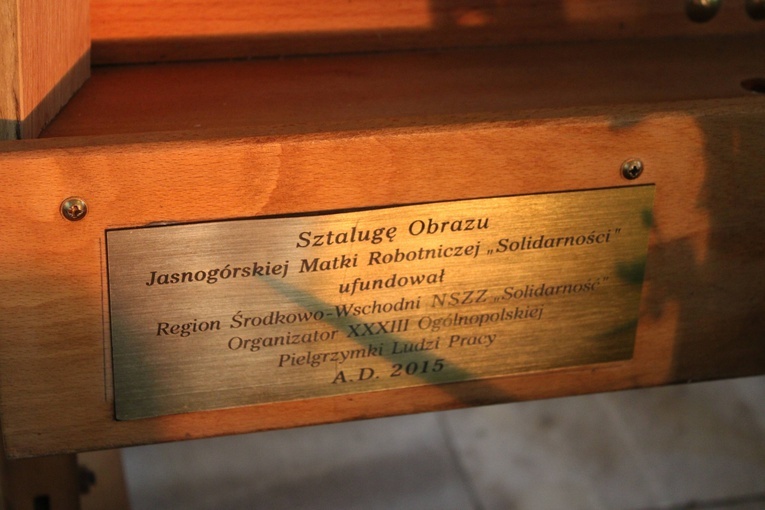 Sztalugę Obrazu
Jasnogórskiej Matki Robotniczej „Solidarności"
ufundował
Region Środkowo-Wschodni NSZZ „Solidarność"
Organizator XXXIII Ogólnopolskiej
Pielgrzymki Ludzi Pracy
A.D. 2015